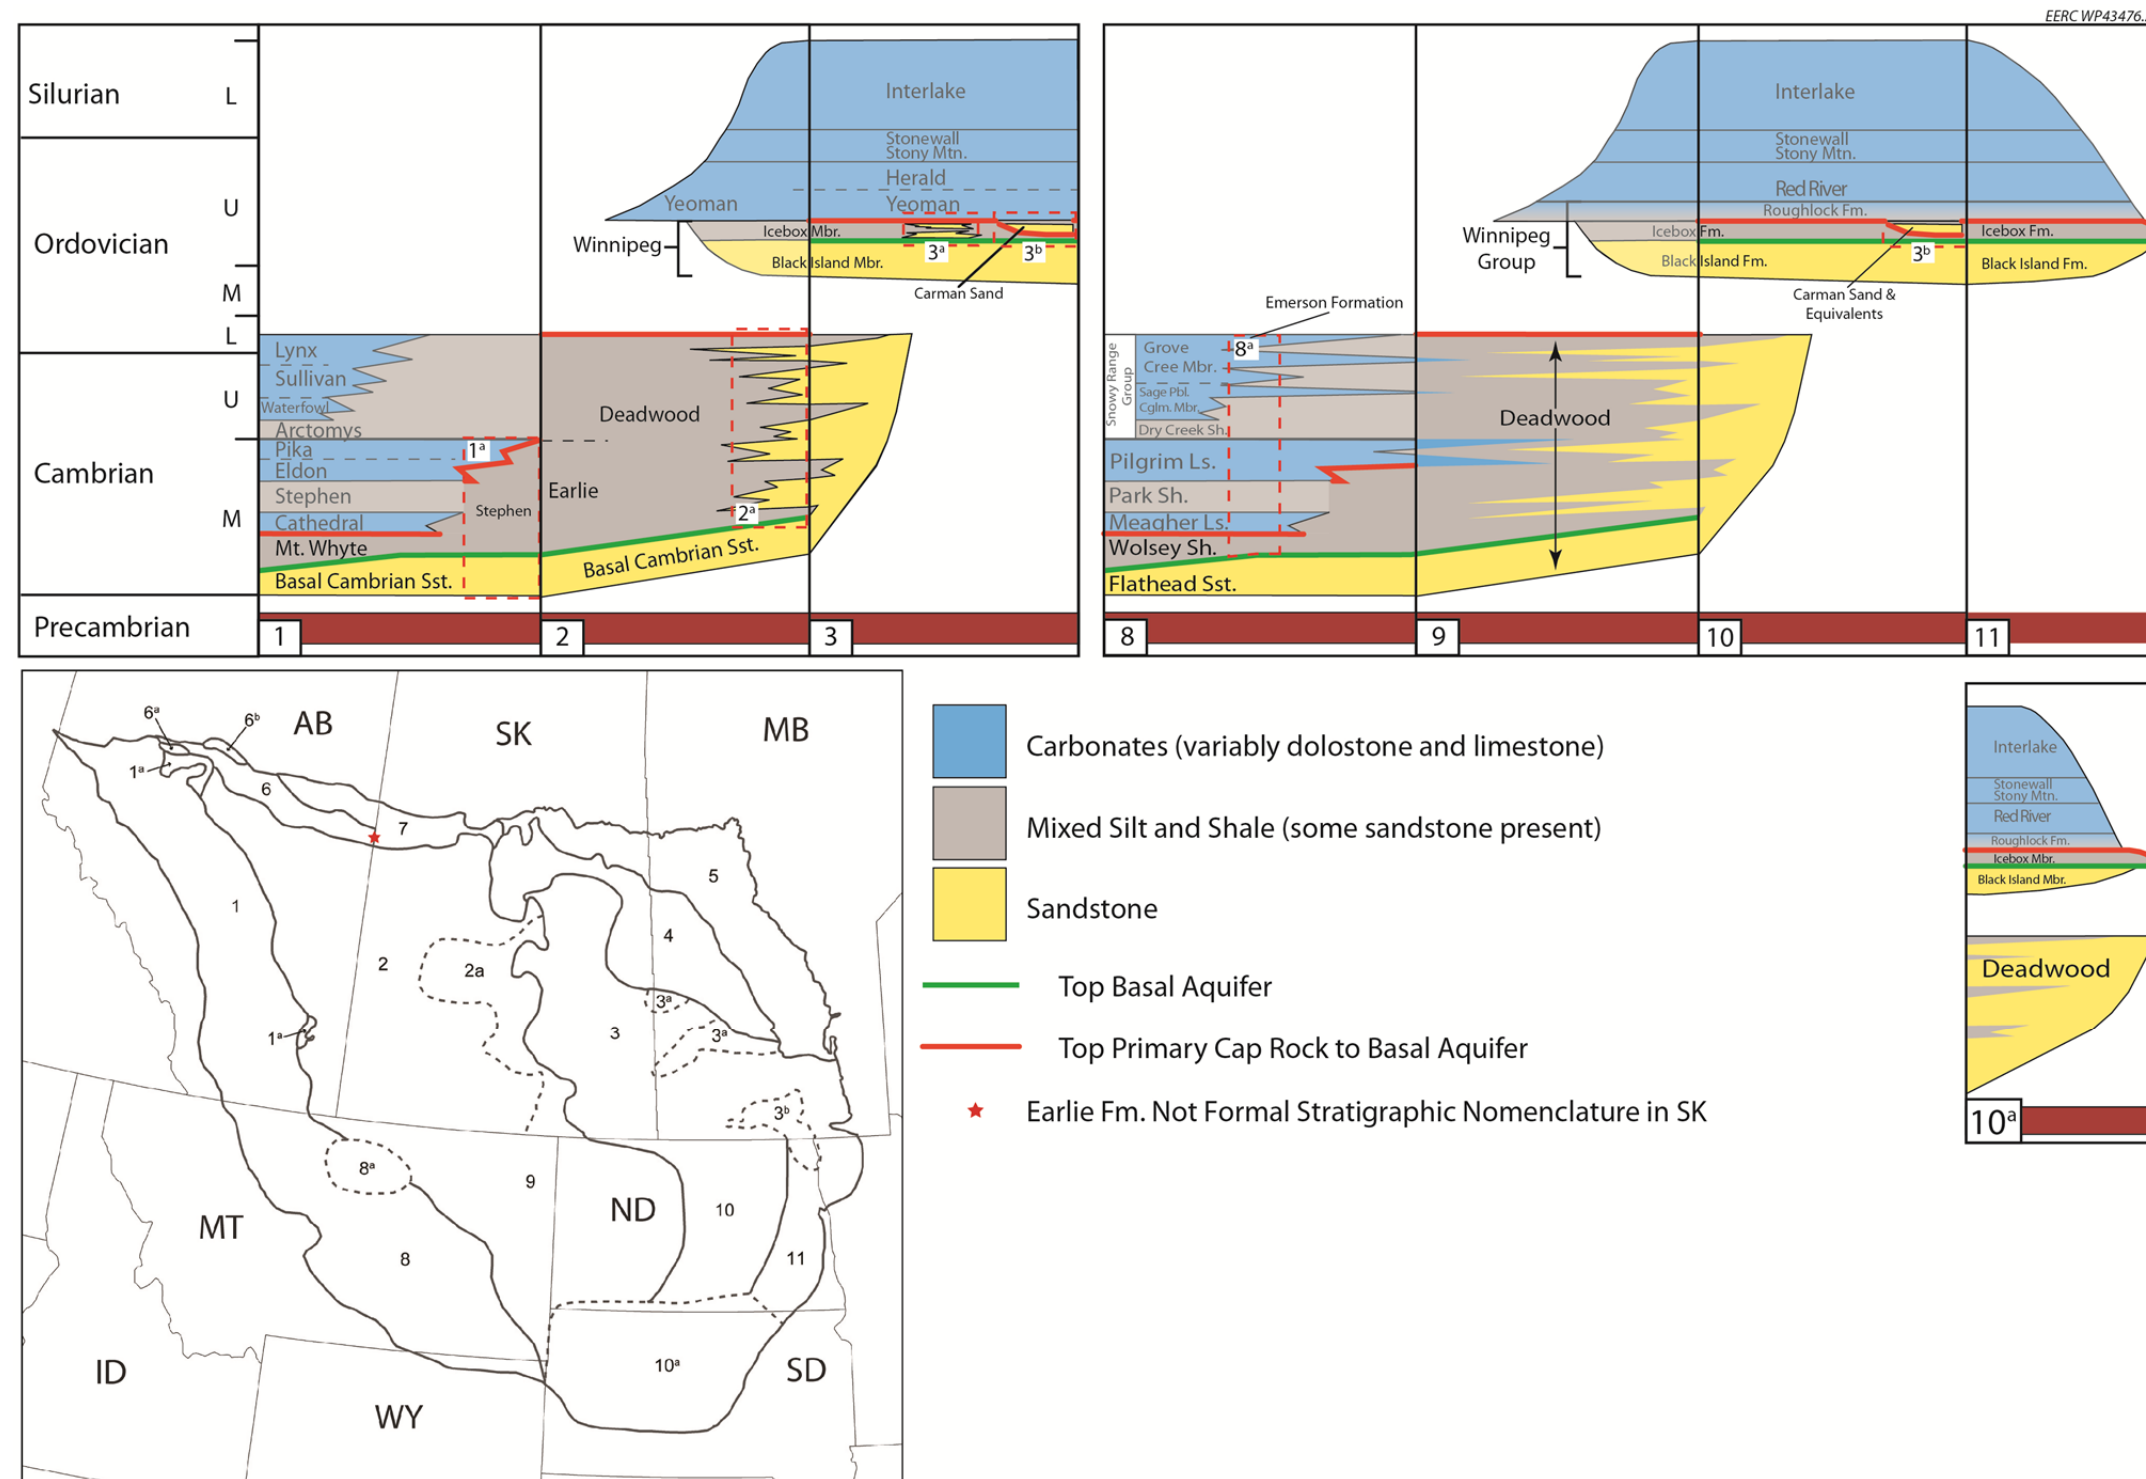 EERC WP43476.
Silurian
L
Ordovician
U
M
L
Cambrian
U
M
Precambrian
Interlake
Stonewall
Stony Mtn.
Herald
Yeoman
Yeoman
Winnipeg
Icebox Mbr.
3ª
3ᵇ
Black Island Mbr.
Carman Sand
Lynx
Sullivan
Waterfowl
Arctomys
Pika
1ª
Eldon
Stephen
Stephen
Cathedral
Mt. Whyte
Basal Cambrian Sst.
Deadwood
Earlie
2ª
Basal Cambrian Sst.
1
2
3
Interlake
Stonewall
Stony Mtn.
Red River
Roughlock Fm.
Winnipeg
Group
Icebox Fm.
Icebox Fm.
3ᵇ
Black Island Fm.
Black Island Fm.
Carman Sand &
Equivalents
Emerson Formation
Snowy Range
Group
Grove
Cree Mbr.
8ª
Sage Pbl.
Cglm. Mbr.
Dry Creek Sh.
Pilgrim Ls.
Park Sh.
Meagher Ls.
Wolsey Sh.
Flathead Sst.
Deadwood
8
9
10
11
AB
SK
MB
6ª
6ᵇ
1ª
6
7
5
1
4
2
2a
3ª
3
3ª
1ª
3ᵇ
8ª
9
MT
ND
10
8
11
ID
10ª
SD
WY
Carbonates (variably dolostone and limestone)
Mixed Silt and Shale (some sandstone present)
Sandstone
Top Basal Aquifer
Top Primary Cap Rock to Basal Aquifer
Earlie Fm. Not Formal Stratigraphic Nomenclature in SK
Interlake
Stonewall
Stony Mtn.
Red River
Roughlock Fm.
Icebox Mbr.
Black Island Mbr.
Deadwood
10ª